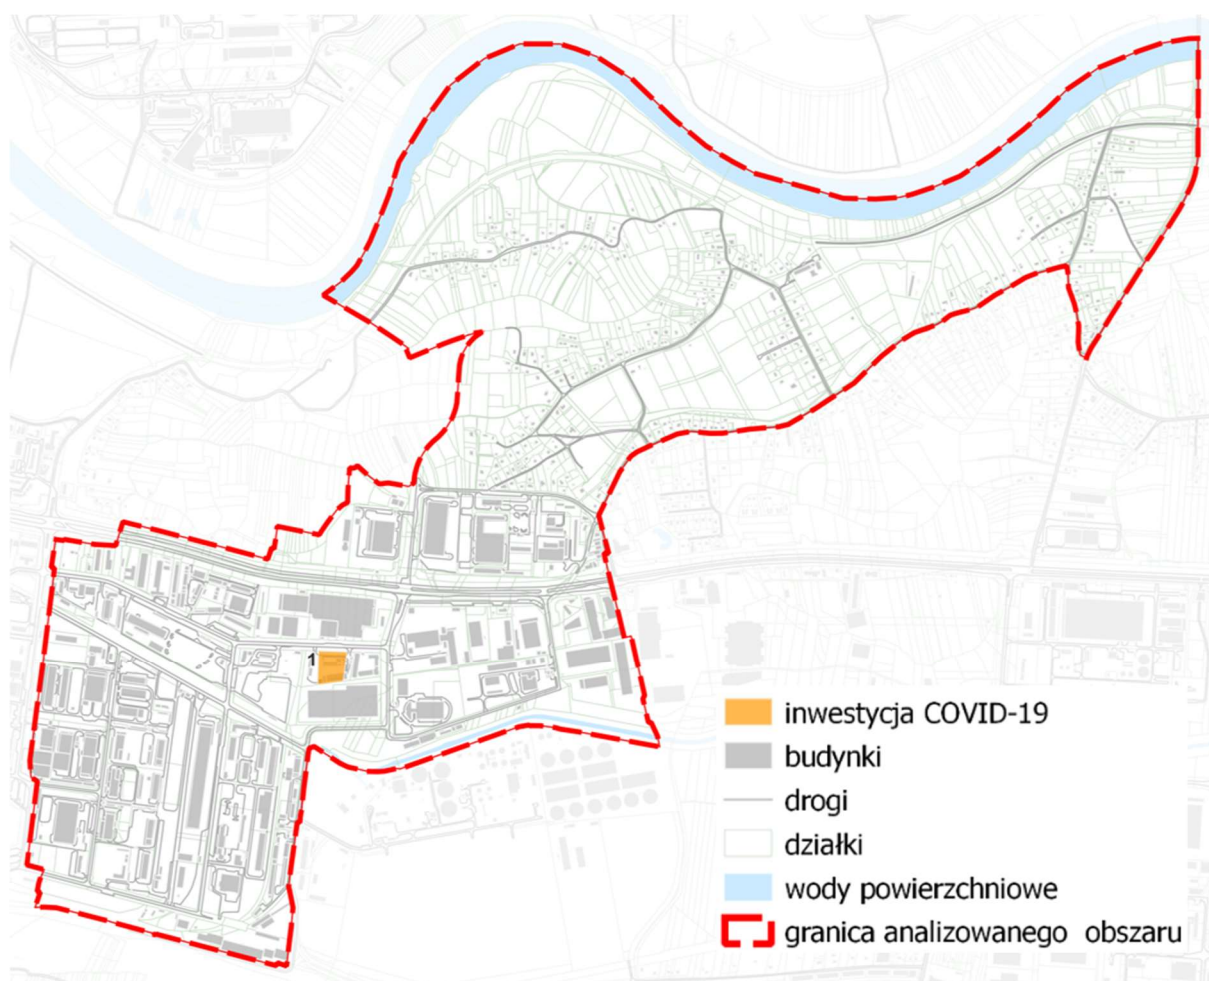 1
inwestycja COVID-19
budynki
drogi
działki
wody powierzchniowe
granica analizowanego obszaru